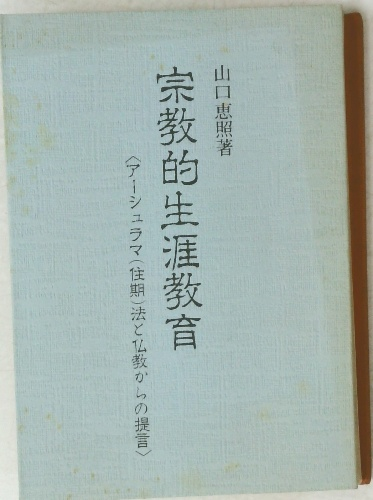 山口恵照著
宗教的生涯教育
〈アーシュラマ(住期)法と仏教からの提言〉